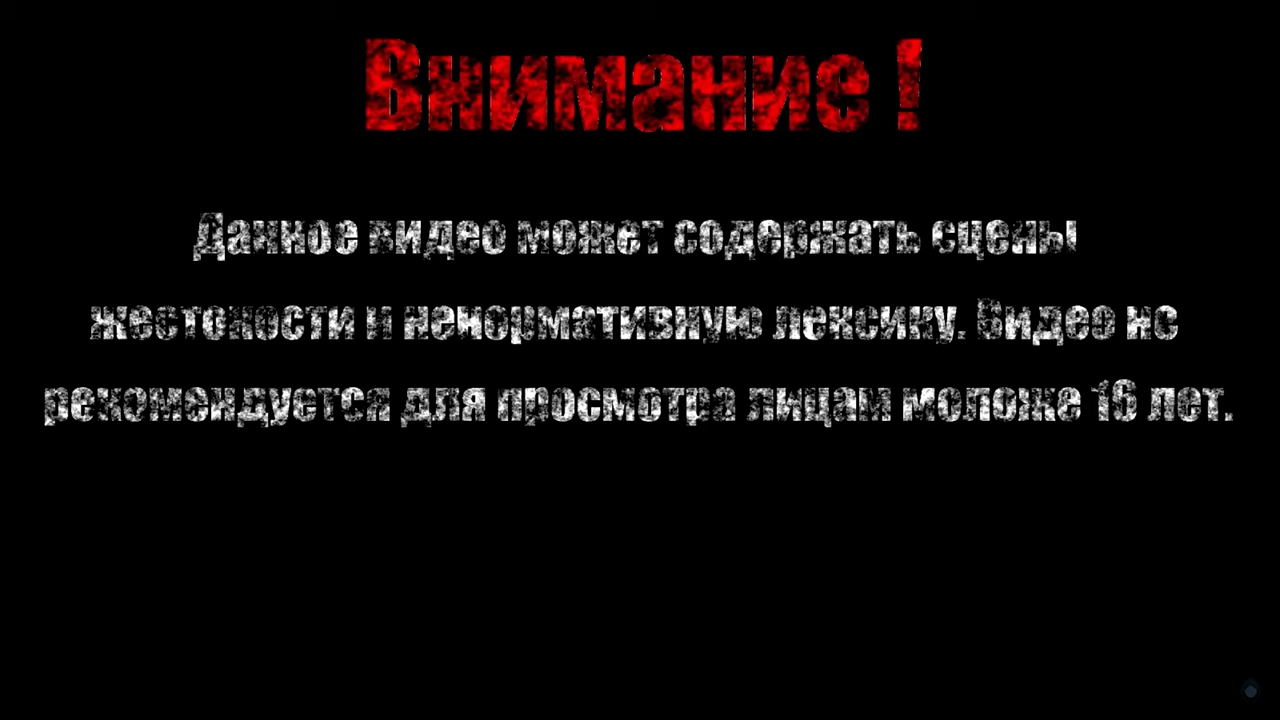 Внимание !
Данное видео может содержать сцены
жестокости и ненормативную лексику. Видео не
рекомендуется для просмотра лицам моложе 16 лет.